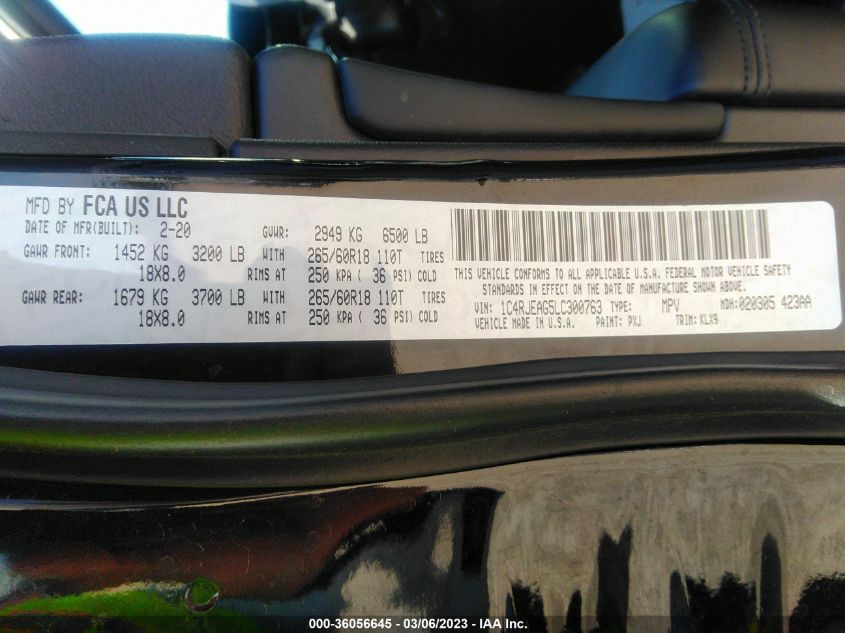 MFD BY FCA US LLC
DATE OF MFR(BUILT): 2-20 GVWR: 2949 KG 6500 LB
GAWR FRONT: 1452 KG 3200 LB WITH 265/60R18 110T TIRES
18X8.0 RIMS AT 250 KPA ( 36 PSI) COLD
GAWR REAR: 1679 KG 3700 LB WITH 265/60R18 110T TIRES
18X8.0 RIMS AT 250 KPA ( 36 PSI) COLD
THIS VEHICLE CONFORMS TO ALL APPLICABLE U.S.A. FEDERAL MOTOR VEHICLE SAFETY
STANDARDS IN EFFECT ON THE DATE OF MANUFACTURE SHOWN ABOVE.
VIN: 1C4RJEAG5LC300763 TYPE: MPV MDH: 020305 423AA
VEHICLE MADE IN U.S.A. PAINT: PXJ TRIM: KLX9
000-36056645 - 03/06/2023 - IAA Inc.